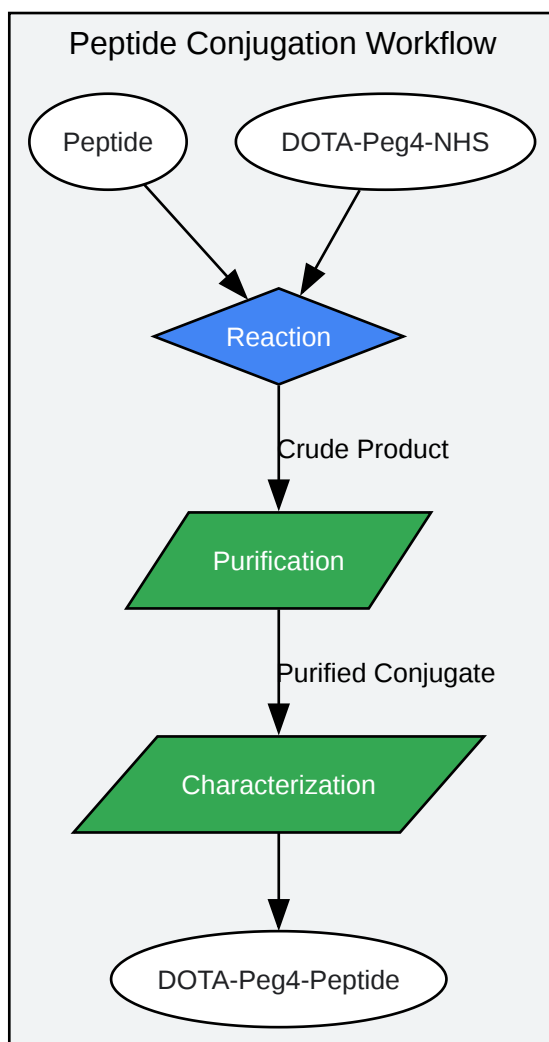 Peptide Conjugation Workflow
Peptide
DOTA-Peg4-NHS
Reaction
Crude Product
Purification
Purified Conjugate
Characterization
DOTA-Peg4-Peptide